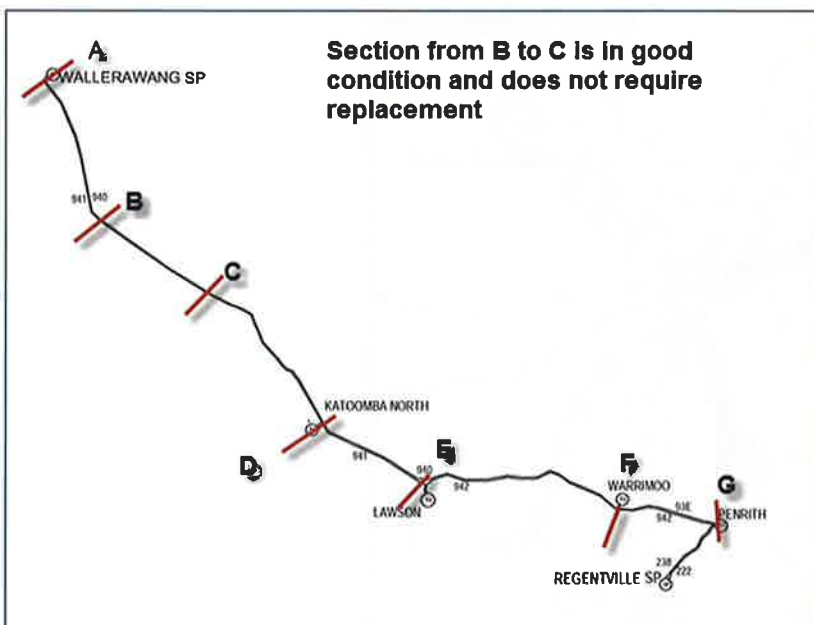 A
WALLERAWANG SP
Section from B to C is in good
condition and does not require
replacement
941 940
B
C
KATOOMBA NORTH
D
941
940
E
942
LAWSON
F
WARRIMOO
G
93E
942
PENRITH
238
222
REGENTVILLE SP